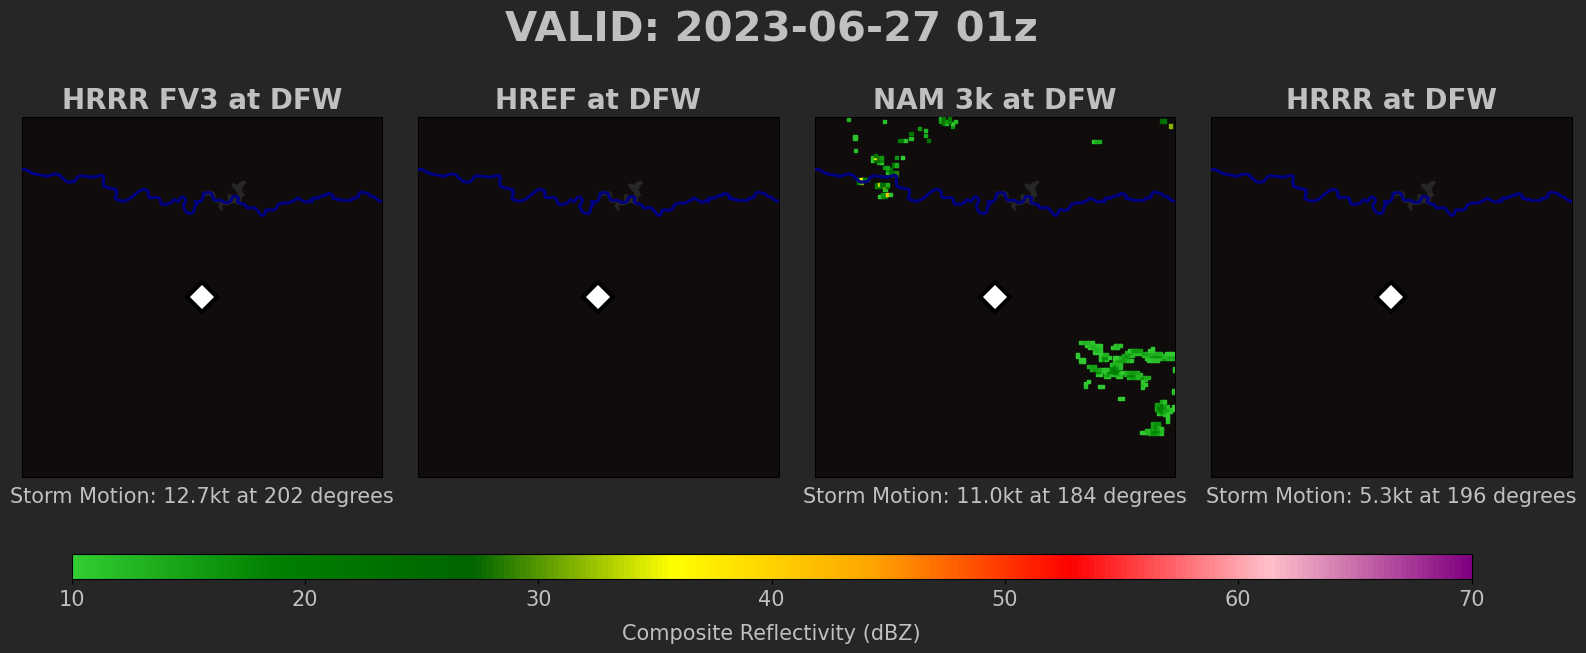 VALID: 2023-06-27 01z
HRRR FV3 at DFW
HREF at DFW
NAM 3k at DFW
HRRR at DFW
Storm Motion: 12.7kt at 202 degrees
Storm Motion: 11.0kt at 184 degrees
Storm Motion: 5.3kt at 196 degrees
10 20 30 40 50 60 70
Composite Reflectivity (dBZ)